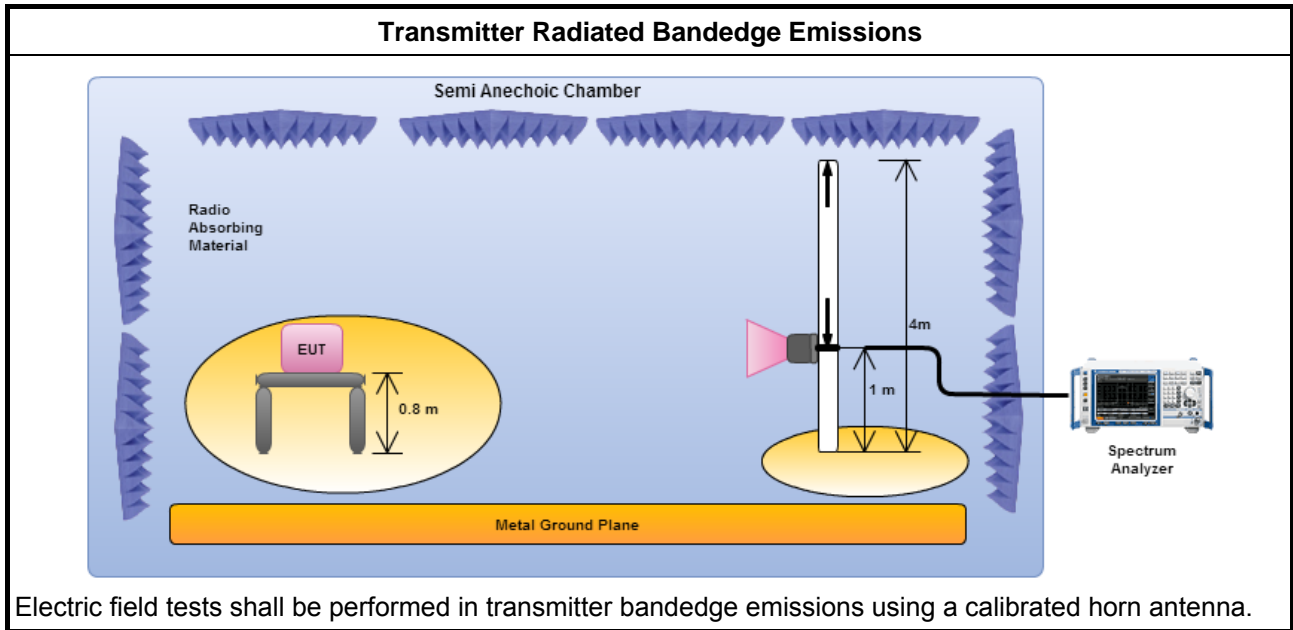 Transmitter Radiated Bandedge Emissions
Semi Anechoic Chamber
Radio
Absorbing
Material
EUT
0.8 m
4m
1 m
Spectrum
Analyzer
Metal Ground Plane
Electric field tests shall be performed in transmitter bandedge emissions using a calibrated horn antenna.